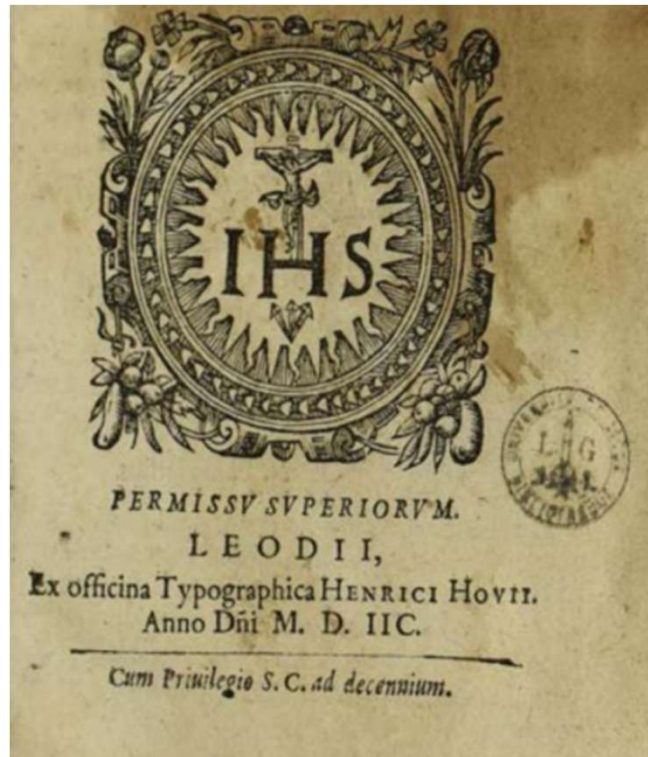 IHS
PERMISSV SVPERIORVM.
LEODII,
Ex officina Typographica HENRICI HOVII.
Anno Dñi M. D. IIC.
Cum Priuilegio S. C. ad decennium.
L G